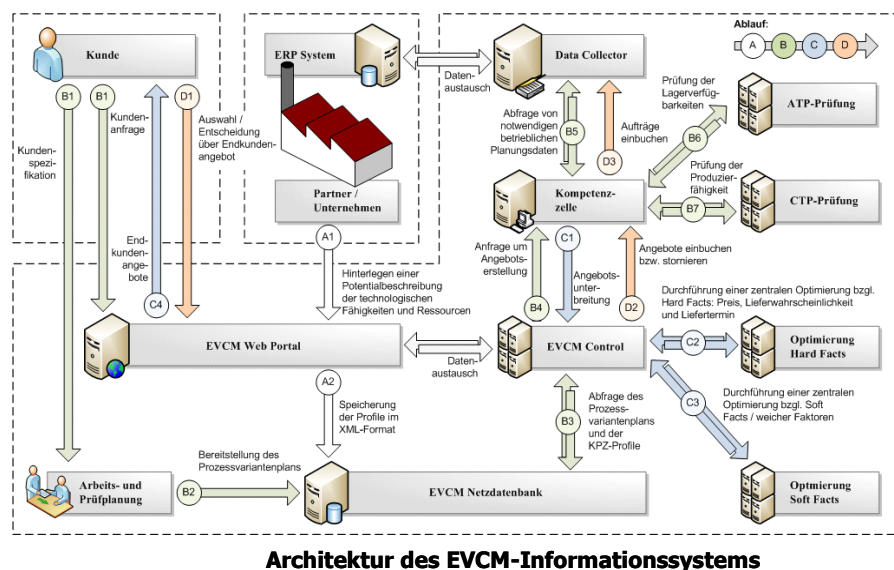 Ablauf:
A
B
C
D
Kunde
ERP System
Data Collector
Daten-
austausch
ATP-Prüfung
Prüfung der
Lagerverfüg-
barkeiten
B1
B1
Kunden-
anfrage
D1
Auswahl /
Entscheidung
über Endkunden-
angebot
Kunden-
spezi-
fikation
Abfrage von
notwendigen
betrieblichen
Planungsdaten
B5
D3
Aufträge
einbuchen
B6
Prüfung der
Produzier-
fähigkeit
Partner /
Unternehmen
Kompetenz-
zelle
B7
CTP-Prüfung
A1
End-
kunden-
ange-
bote
C4
Hinterlegen einer
Potentialbeschreibung
der technologischen
Fähigkeiten und Ressourcen
Anfrage um
Angebots-
erstellung
B4
C1
Angebots-
unter-
breitung
D2
Angebote einbuchen
bzw. stornieren
Durchführung einer zentralen Optimierung bzgl.
Hard Facts: Preis, Lieferwahrscheinlichkeit
und Liefertermin
EVCM Web Portal
Daten-
austausch
EVCM Control
C2
Optimierung
Hard Facts
A2
Speicherung
der Profile im
XML-Format
B3
Abfrage des
Prozess-
variantenplans
und der
KPZ-Profile
C3
Durchführung einer zentralen
Optimierung bzgl. Soft
Facts / weicher Faktoren
Arbeits- und
Prüfplanung
Bereitstellung des
Prozessvariantenplans
B2
EVCM Netzdatenbank
Optmierung
Soft Facts
Architektur des EVCM-Informationssystems